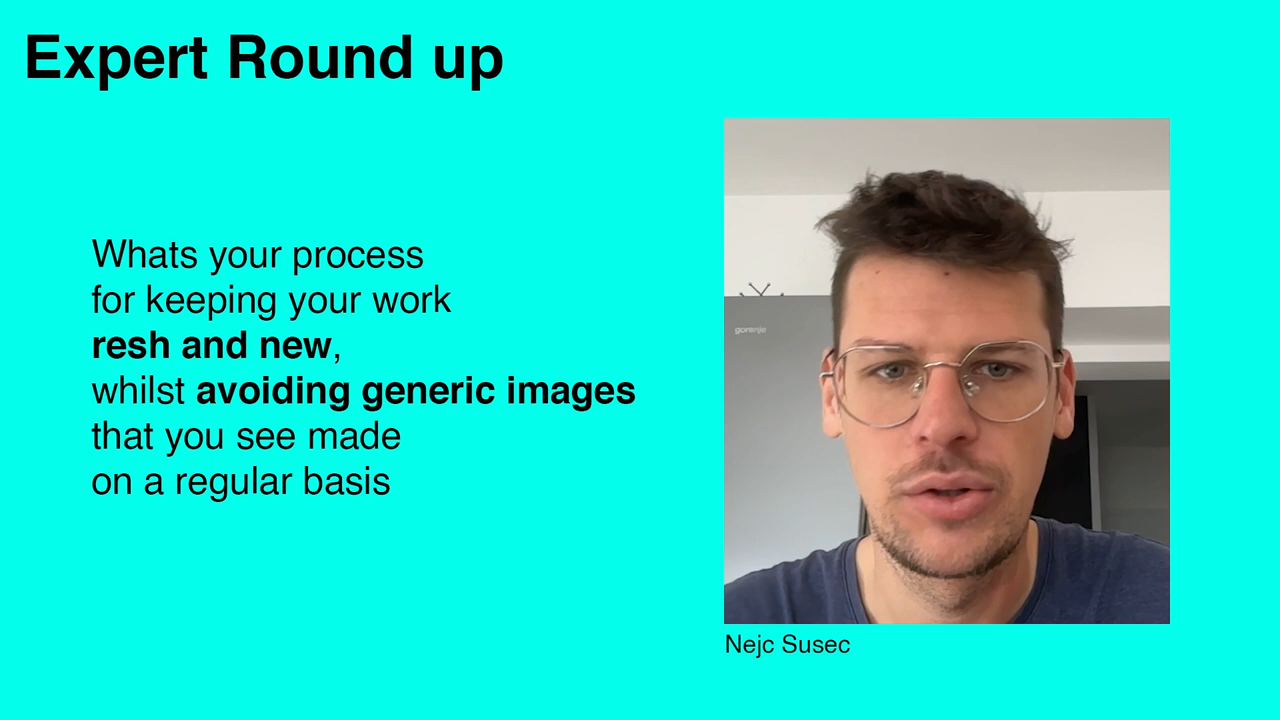 Expert Round up
Whats your process
for keeping your work
resh and new,
whilst avoiding generic images
that you see made
on a regular basis
gorenje
Nejc Susec